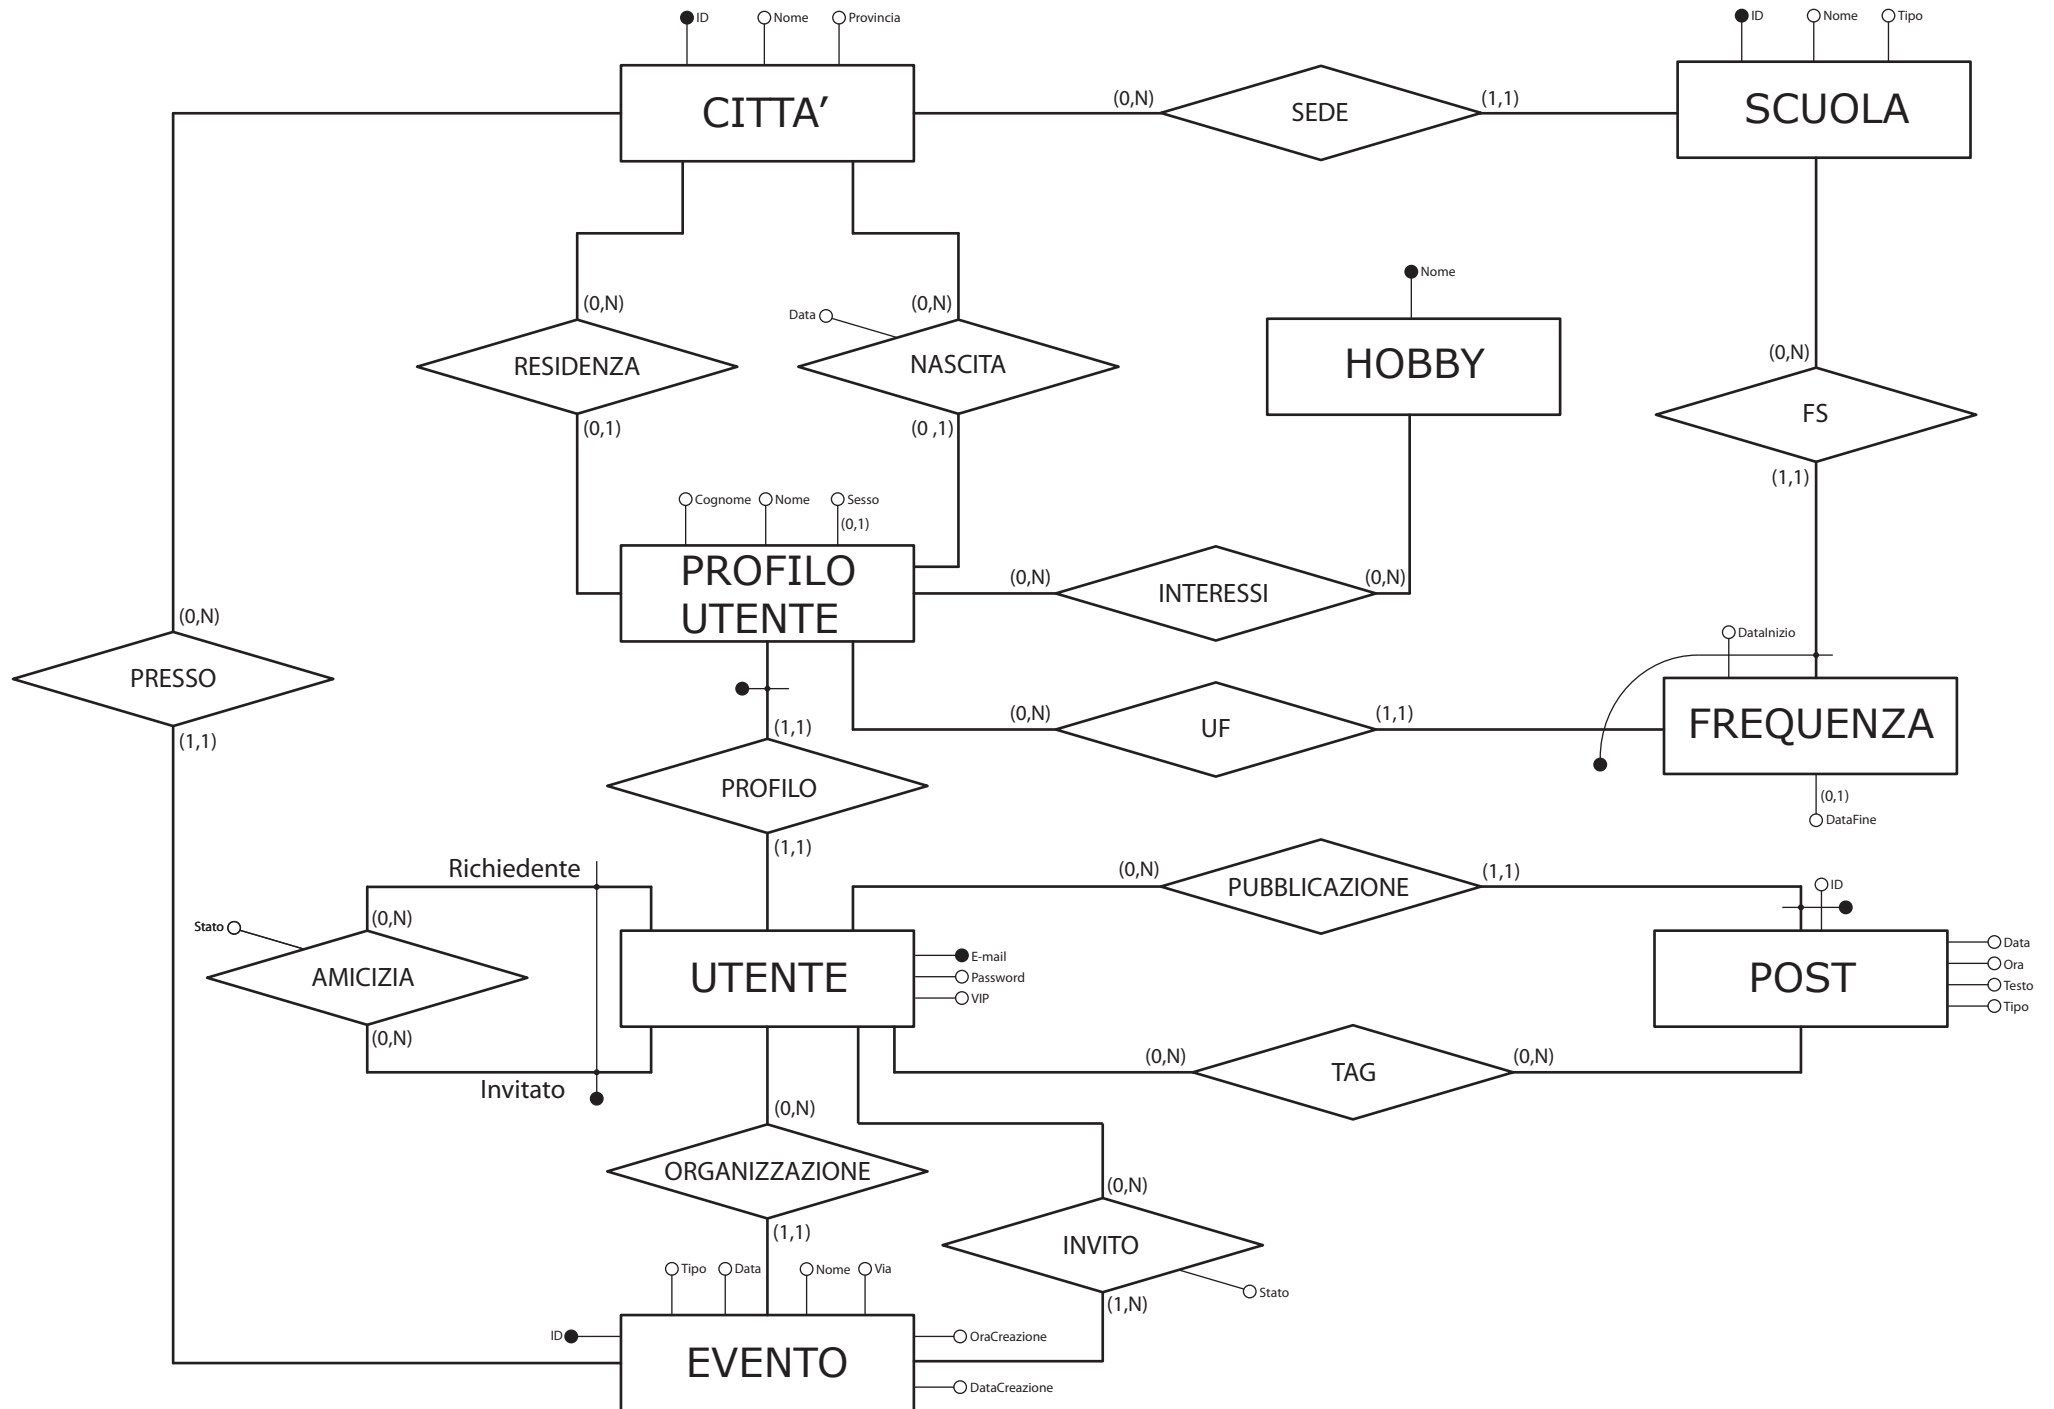 ID
Nome
Provincia
ID
Nome
Tipo
CITTA’
(0,N)
SEDE
(1,1)
SCUOLA
Nome
(0,N)
Data
(0,N)
RESIDENZA
NASCITA
HOBBY
(0,N)
FS
(0,1)
(0 ,1)
(1,1)
Cognome
Nome
Sesso
(0,1)
PROFILO
UTENTE
(0,N)
INTERESSI
(0,N)
(0,N)
PRESSO
(1,1)
DataInizio
(1,1)
(0,N)
UF
(1,1)
FREQUENZA
(0,1)
DataFine
PROFILO
(1,1)
Richiedente
(0,N)
PUBBLICAZIONE
(1,1)
ID
Stato
(0,N)
AMICIZIA
(0,N)
Invitato
UTENTE
E-mail
Password
VIP
POST
Data
Ora
Testo
Tipo
(0,N)
TAG
(0,N)
(0,N)
ORGANIZZAZIONE
(1,1)
(0,N)
INVITO
Stato
(1,N)
Tipo
Data
Nome
Via
ID
EVENTO
OraCreazione
DataCreazione